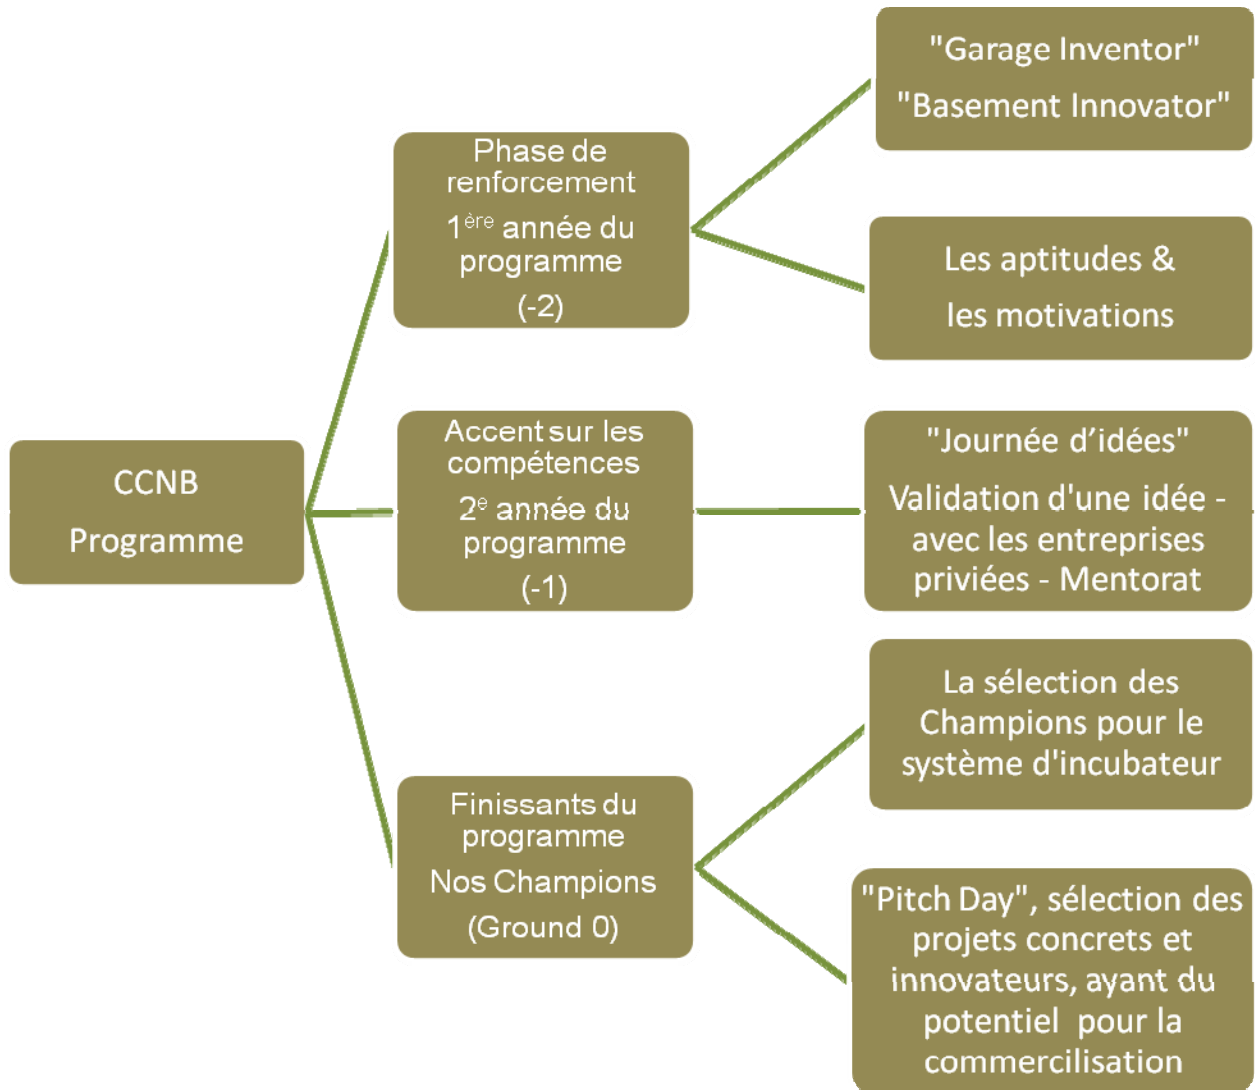 "Garage Inventor"
"Basement Innovator"
Phase de
renforcement
1ère année du
programme
(-2)
Les aptitudes &
les motivations
CCNB
Programme
Accent sur les
compétences
2e année du
programme
(-1)
"Journée d’idées"
Validation d'une idée -
avec les entreprises
priviées - Mentorat
Finissants du
programme
Nos Champions
(Ground 0)
La sélection des
Champions pour le
système d'incubateur
"Pitch Day", sélection des
projets concrets et
innovateurs, ayant du
potentiel pour la
commercilisation